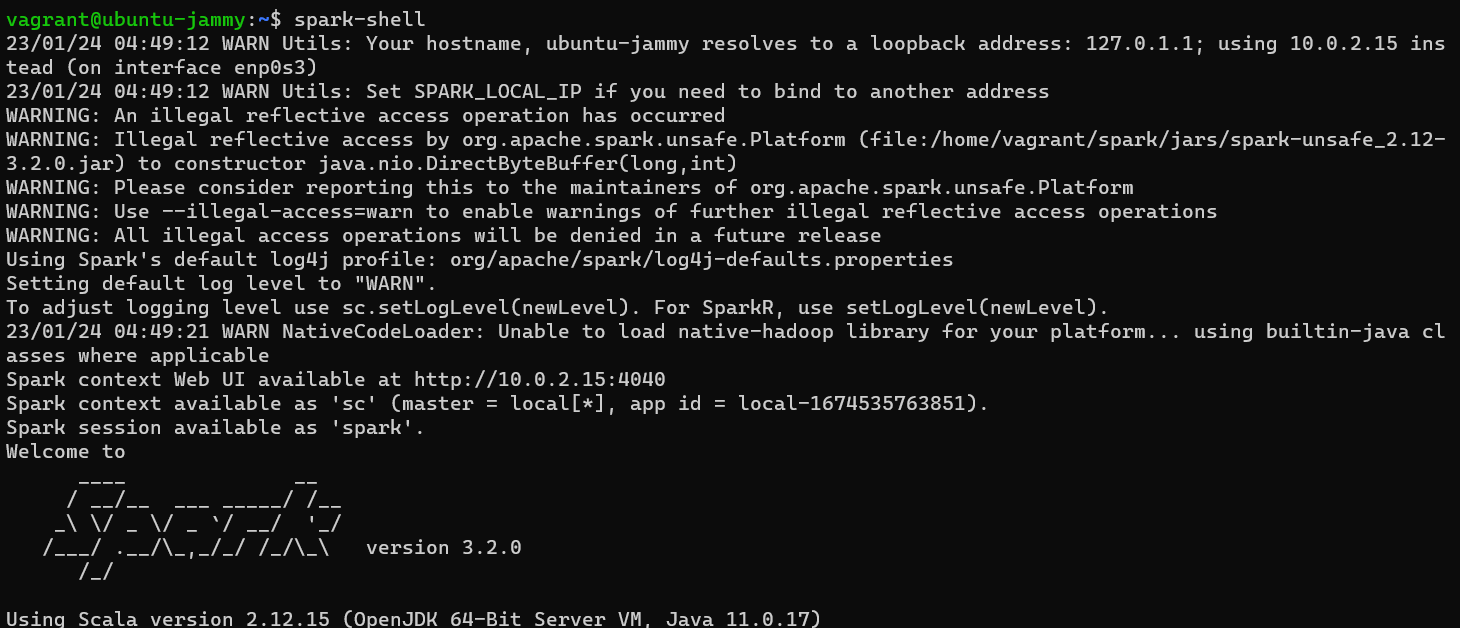 vagrant@ubuntu-jammy:~$ spark-shell
23/01/24 04:49:12 WARN Utils: Your hostname, ubuntu-jammy resolves to a loopback address: 127.0.1.1; using 10.0.2.15 ins
tead (on interface enp0s3)
23/01/24 04:49:12 WARN Utils: Set SPARK_LOCAL_IP if you need to bind to another address
WARNING: An illegal reflective access operation has occurred
WARNING: Illegal reflective access by org.apache.spark.unsafe.Platform (file:/home/vagrant/spark/jars/spark-unsafe_2.12-
3.2.0.jar) to constructor java.nio.DirectByteBuffer(long,int)
WARNING: Please consider reporting this to the maintainers of org.apache.spark.unsafe.Platform
WARNING: Use --illegal-access=warn to enable warnings of further illegal reflective access operations
WARNING: All illegal access operations will be denied in a future release
Using Spark's default log4j profile: org/apache/spark/log4j-defaults.properties
Setting default log level to "WARN".
To adjust logging level use sc.setLogLevel(newLevel). For SparkR, use setLogLevel(newLevel).
23/01/24 04:49:21 WARN NativeCodeLoader: Unable to load native-hadoop library for your platform... using builtin-java cl
asses where applicable
Spark context Web UI available at http://10.0.2.15:4040
Spark context available as 'sc' (master = local[*], app id = local-1674535763851).
Spark session available as 'spark'.
Welcome to
      ____              __
     / __/__  ___ _____/ /__
    _\ \/ _ \/ _ `/ __/  '_/
   /___/ .__/\_,_/_/ /_/\_\   version 3.2.0
      /_/
Using Scala version 2.12.15 (OpenJDK 64-Bit Server VM, Java 11.0.17)